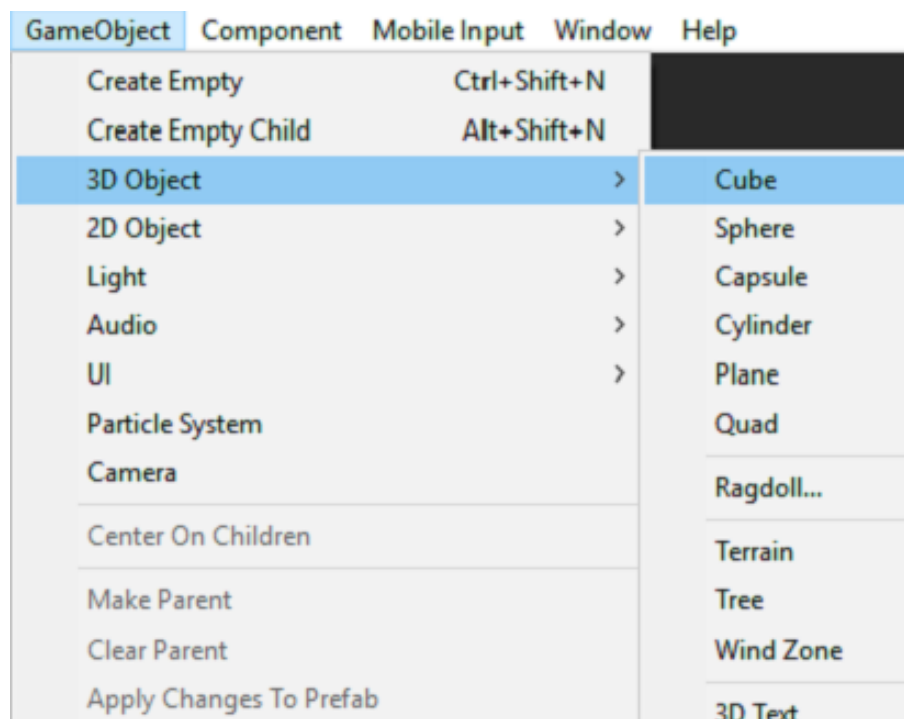 GameObject Component Mobile Input Window Help
Create Empty Ctrl+Shift+N
Create Empty Child Alt+Shift+N
3D Object > Cube
2D Object > Sphere
Light > Capsule
Audio > Cylinder
UI > Plane
Particle System Quad
Camera
Ragdoll...
Center On Children
Terrain
Make Parent Tree
Clear Parent Wind Zone
Apply Changes To Prefab
3D Text